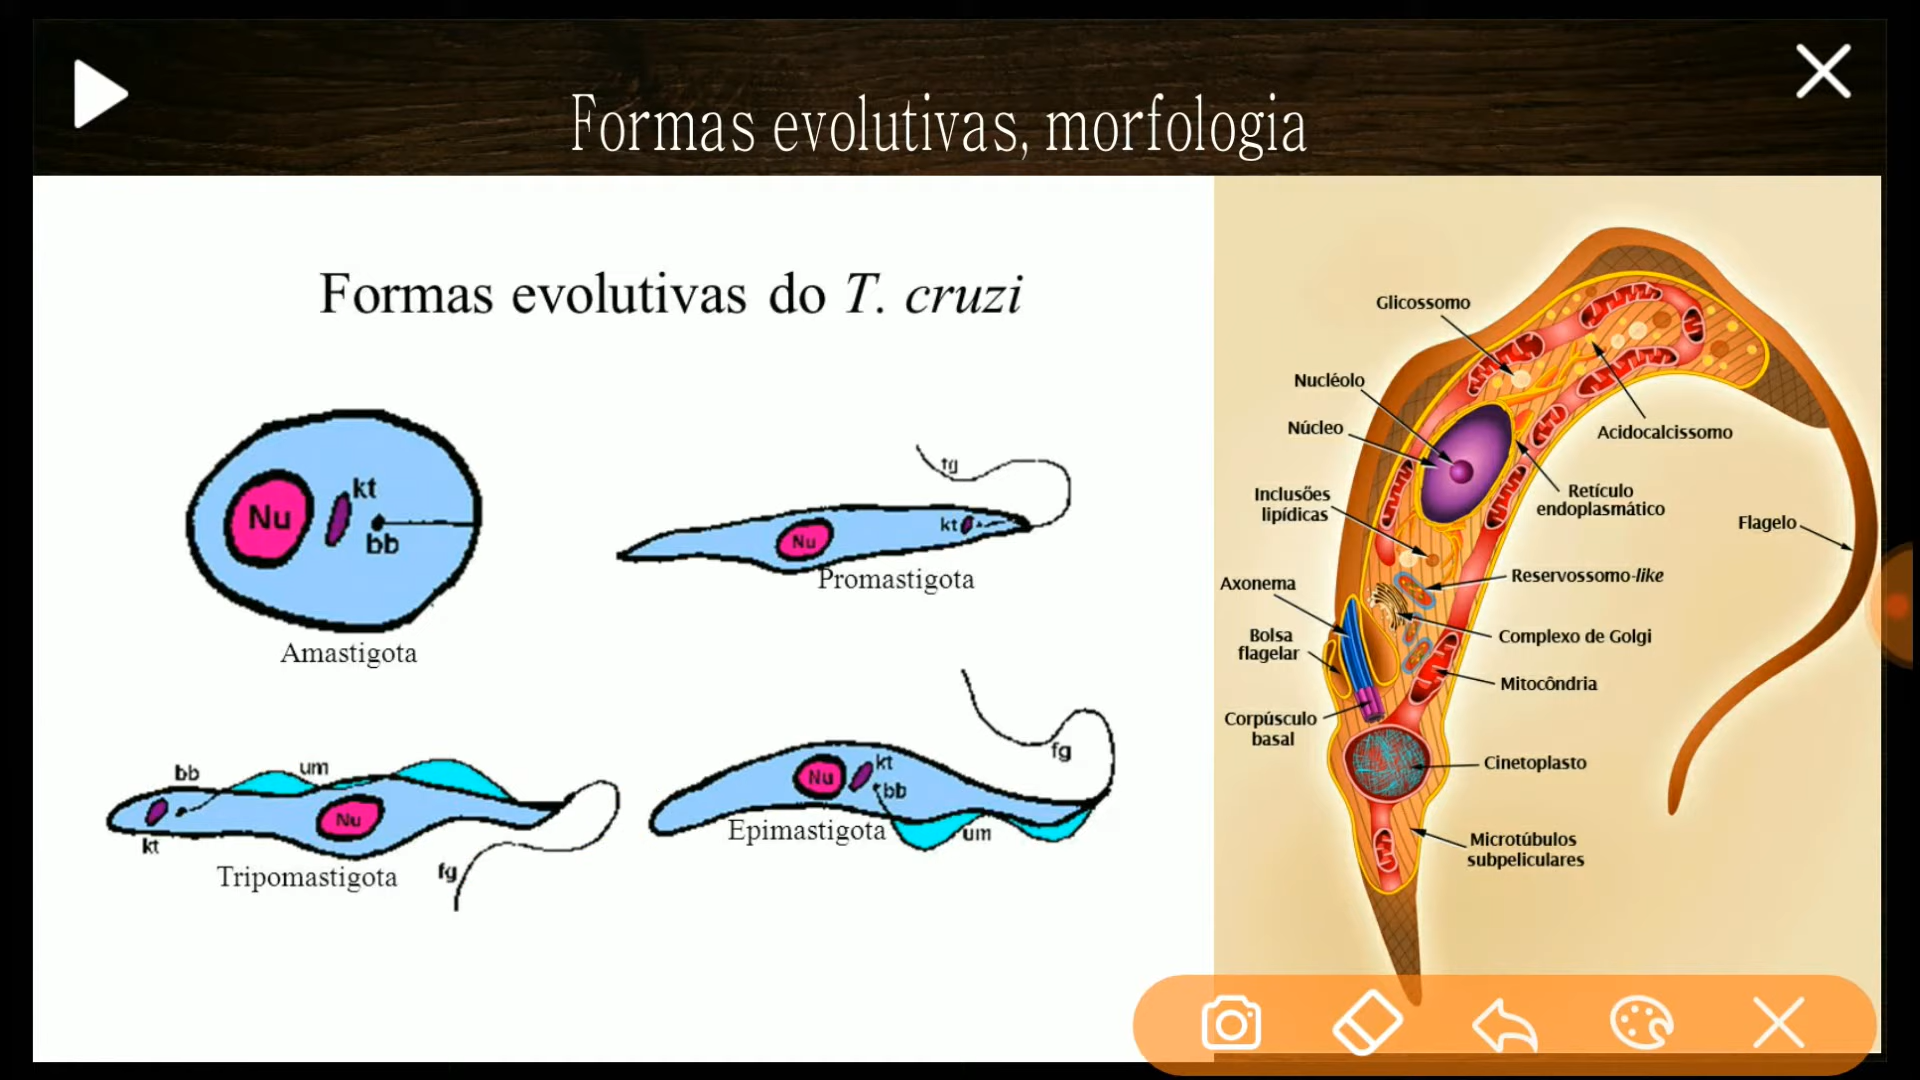 Formas evolutivas, morfologia
Formas evolutivas do T. cruzi
Nu
kt
bb
Amastigota
fg
kt
Nu
Promastigota
bb
um
Nu
kt
Tripomastigota
fg
fg
Nu
kt
bb
Epimastigota
um
Glicossomo
Nucléolo
Núcleo
Acidocalcissomo
Inclusões
lipídicas
Retículo
endoplasmático
Flagelo
Axonema
Reservossomo-like
Bolsa
flagelar
Complexo de Golgi
Mitocôndria
Corpúsculo
basal
Cinetoplasto
Microtúbulos
subpeliculares